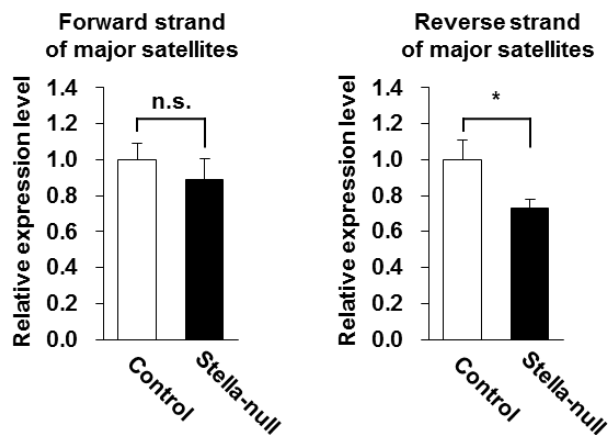 Forward strand
of major satellites
Relative expression level
1.4
1.2
1.0
0.8
0.6
0.4
0.2
0.0
n.s.
Control
Stella-null
Reverse strand
of major satellites
Relative expression level
1.4
1.2
1.0
0.8
0.6
0.4
0.2
0.0
*
Control
Stella-null